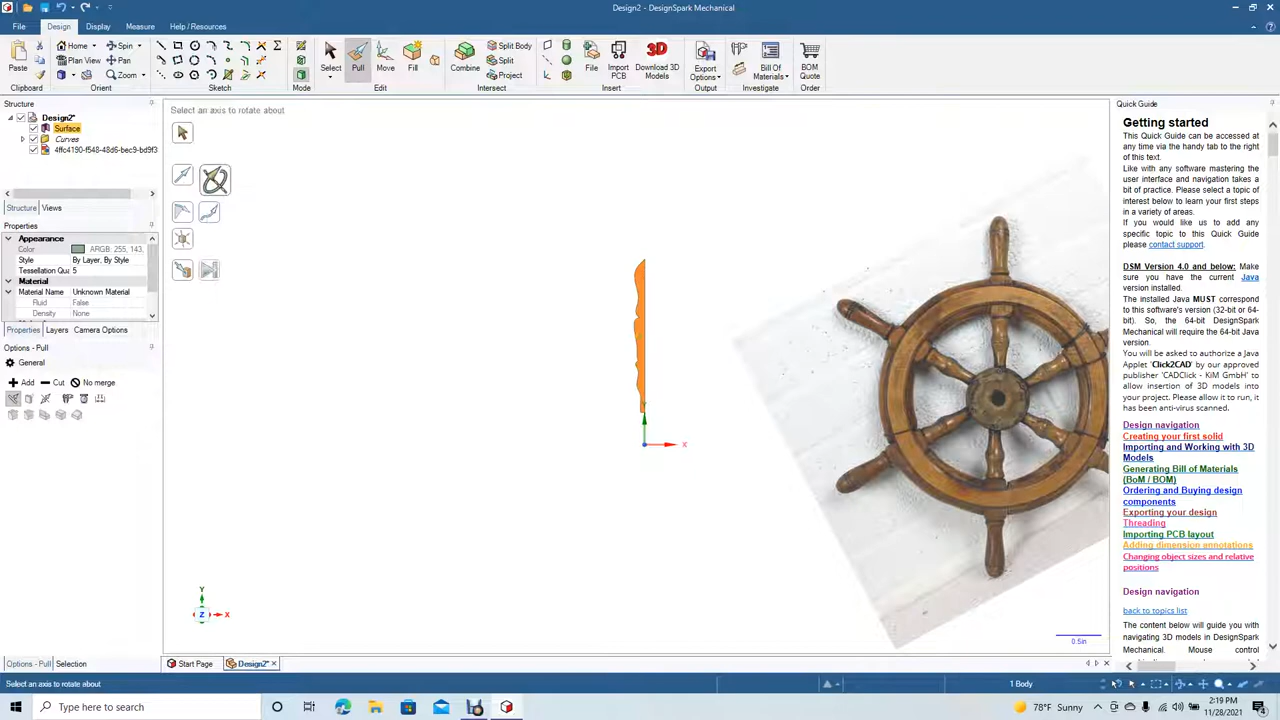 Design2 - DesignSpark Mechanical
File Design Display Measure Help / Resources
Paste Home Spin Select Pull Move Fill Combine Split Body File Import PCB Download 3D Models Export Options Bill Of Materials BOM Quote
Plan View Pan Split
Zoom Project
Clipboard Orient Sketch Mode Edit Intersect Insert Output Investigate Order
Structure
Design2*
Surface
Curves
4ffc4190-f548-48d6-bec9-bd9f3
Structure Views
Properties
Appearance
Color ARGB: 255, 143,
Style By Layer, By Style
Tessellation Qua 5
Material
Material Name Unknown Material
Fluid False
Density None
Properties Layers Camera Options
Options - Pull
General
Add Cut No merge
Options - Pull Selection
Select an axis to rotate about
X
Y
Z X
0.5in
Start Page Design2*
Quick Guide
Getting started
This Quick Guide can be accessed at
any time via the handy tab to the right
of this text.
Like with any software mastering the
user interface and navigation takes a
bit of practice. Please select a topic of
interest below to learn your first steps
in a variety of areas.
If you would like us to add any
specific topic to this Quick Guide
please contact support.
DSM Version 4.0 and below: Make
sure you have the current Java
version installed.
The installed Java MUST correspond
to this software's version (32-bit or 64-
bit). So, the 64-bit DesignSpark
Mechanical will require the 64-bit Java
version.
You will be asked to authorize a Java
Applet 'Click2CAD' by our approved
publisher 'CADClick - KiM GmbH' to
allow insertion of 3D models into
your project. Please allow it to run, it
has been anti-virus scanned.
Design navigation
Creating your first solid
Importing and Working with 3D
Models
Generating Bill of Materials
(BoM / BOM)
Ordering and Buying design
components
Exporting your design
Threading
Importing PCB layout
Adding dimension annotations
Changing object sizes and relative
positions
Design navigation
back to topics list
The content below will guide you with
navigating 3D models in DesignSpark
Mechanical. Mouse control
Select an axis to rotate about
1 Body
Type here to search
78°F Sunny
2:19 PM
11/28/2021
4